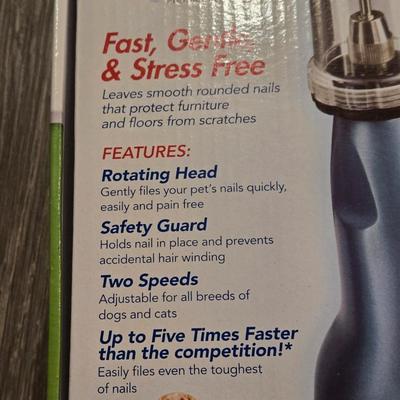 Fast, Gentle,
& Stress Free
Leaves smooth rounded nails
that protect furniture
and floors from scratches
FEATURES:
Rotating Head
Gently files your pet's nails quickly,
easily and pain free
Safety Guard
Holds nail in place and prevents
accidental hair winding
Two Speeds
Adjustable for all breeds of
dogs and cats
Up to Five Times Faster
than the competition!*
Easily files even the toughest
of nails